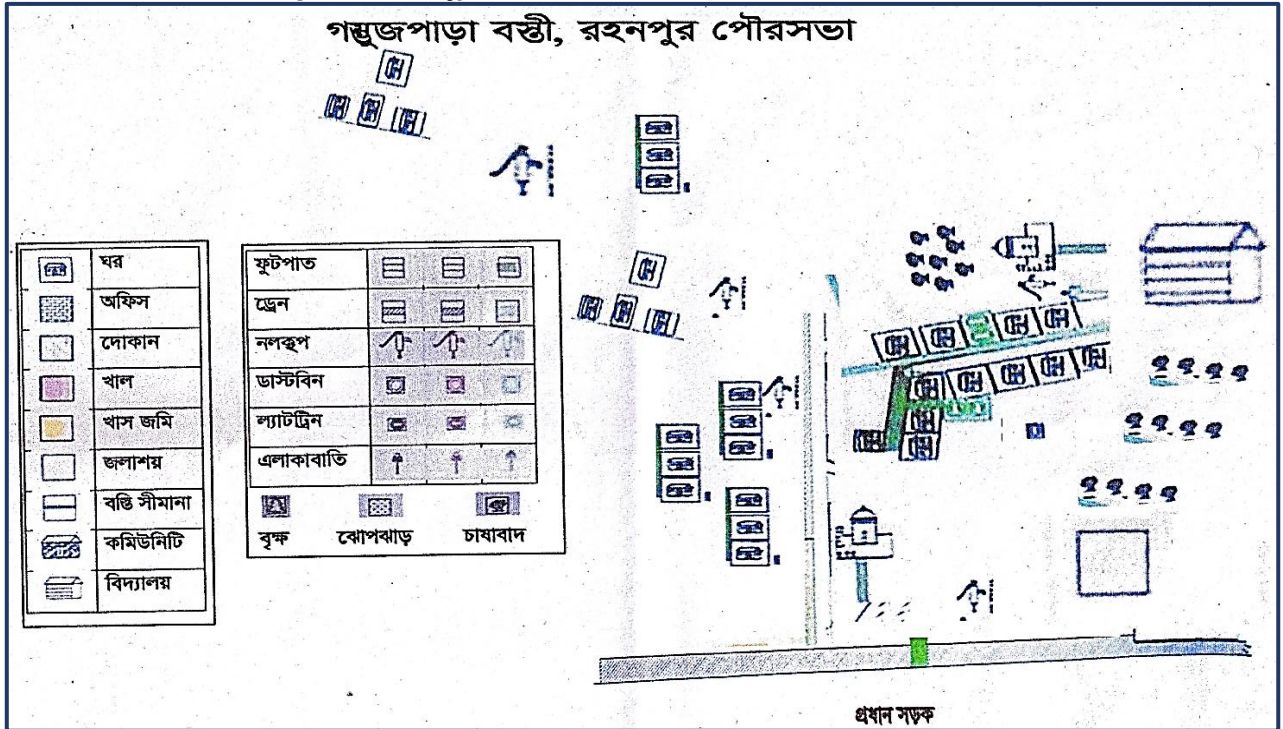 গম্বুজপাড়া বস্তী, রহনপুর পৌরসভা
ঘর
অফিস
দোকান
খাল
খাস জমি
জলাশয়
বস্তি সীমানা
কমিউনিটি
বিদ্যালয়
ফুটপাত
ড্রেন
নলকূপ
ডাস্টবিন
ল্যাটট্রিন
এলাকাবাতি
বৃক্ষ ঝোপঝাড় চাষাবাদ
প্রধান সড়ক